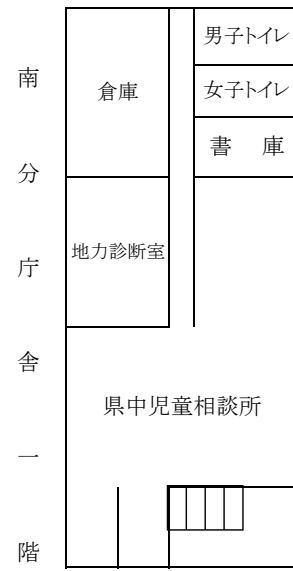 南分庁舎一階
男子トイレ
倉庫
女子トイレ
書 庫
地力診断室
県中児童相談所